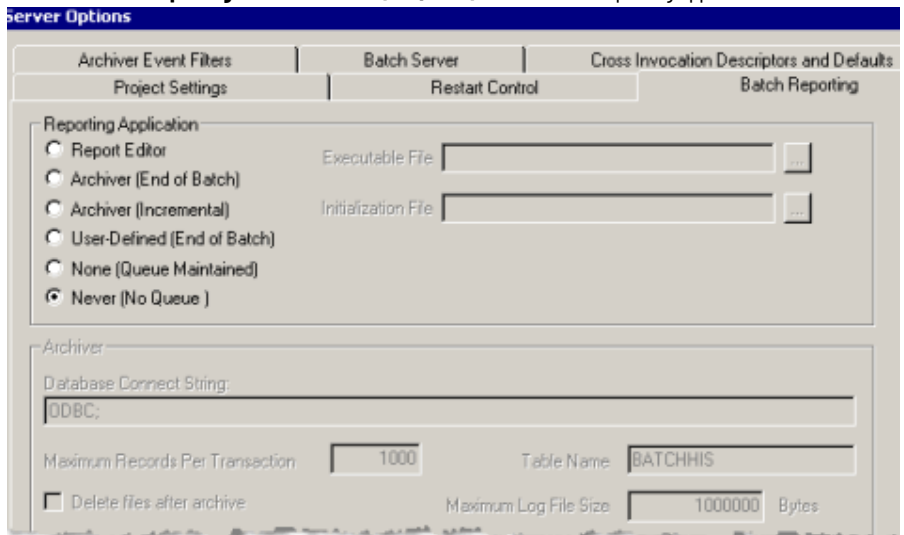 Server Options
Archiver Event Filters
Batch Server
Cross Invocation Descriptors and Defaults
Project Settings
Restart Control
Batch Reporting
Reporting Application
Report Editor
Archiver (End of Batch)
Archiver (Incremental)
User-Defined (End of Batch)
None (Queue Maintained)
Never (No Queue )
Executable File
...
Initialization File
...
Archiver
Database Connect String:
ODBC;
Maximum Records Per Transaction 1000
Table Name BATCHHIS
Delete files after archive
Maximum Log File Size 1000000 Bytes